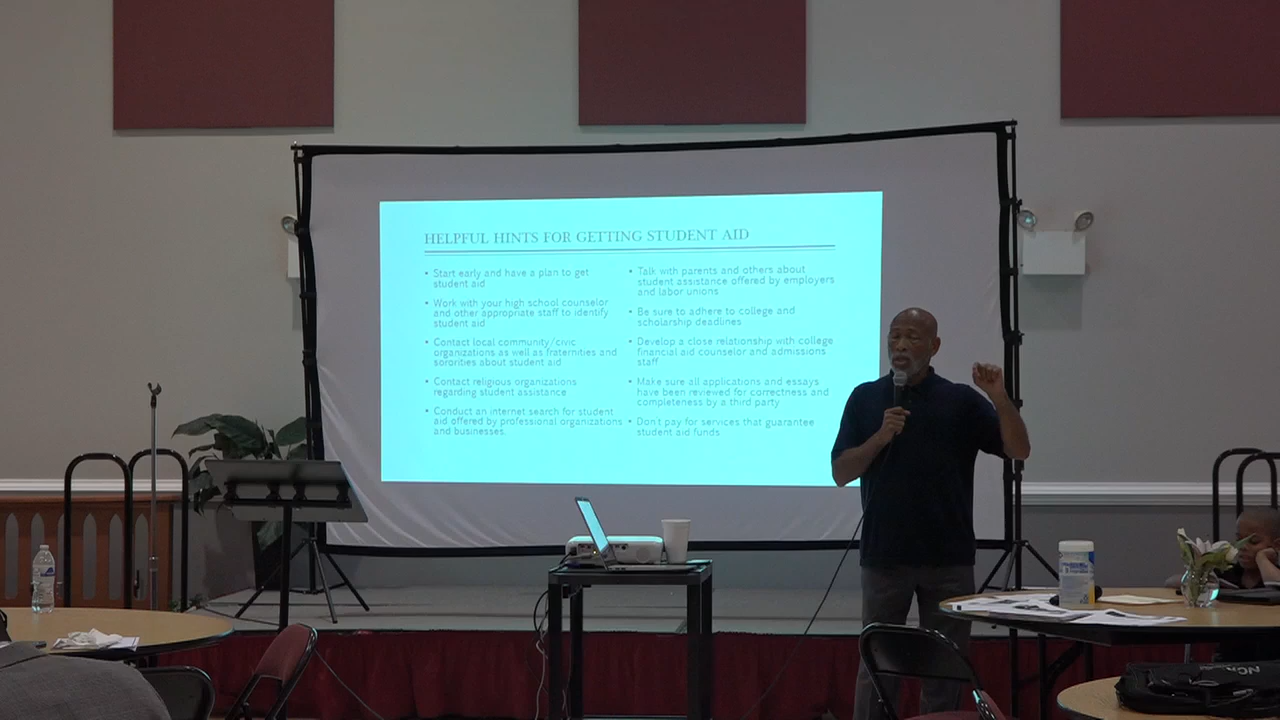 HELPFUL HINTS FOR GETTING STUDENT AID
• Start early and have a plan to get
student aid
• Work with your high school counselor
and other appropriate staff to identify
student aid
• Contact local community/civic
organizations as well as fraternities and
sororities about student aid
• Contact religious organizations
regarding student assistance
• Conduct an internet search for student
aid offered by professional organizations
and businesses.
• Talk with parents and others about
student assistance offered by employers
and labor unions
• Be sure to adhere to college and
scholarship deadlines
• Develop a close relationship with college
financial aid counselor and admissions
staff
• Make sure all applications and essays
have been reviewed for correctness and
completeness by a third party
• Don't pay for services that guarantee
student aid funds